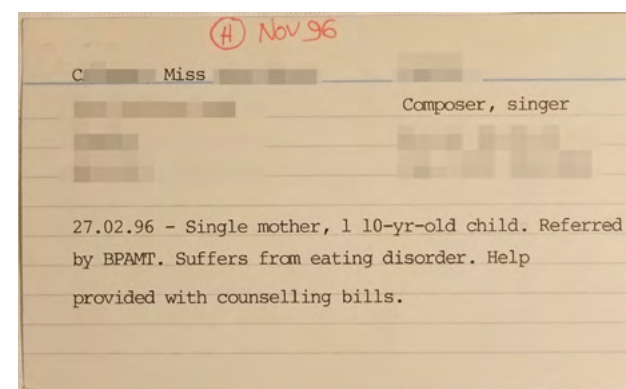 (H) Nov 96
C Miss
Composer, singer
27.02.96 - Single mother, 1 10-yr-old child. Referred
by BPAMT. Suffers from eating disorder. Help
provided with counselling bills.